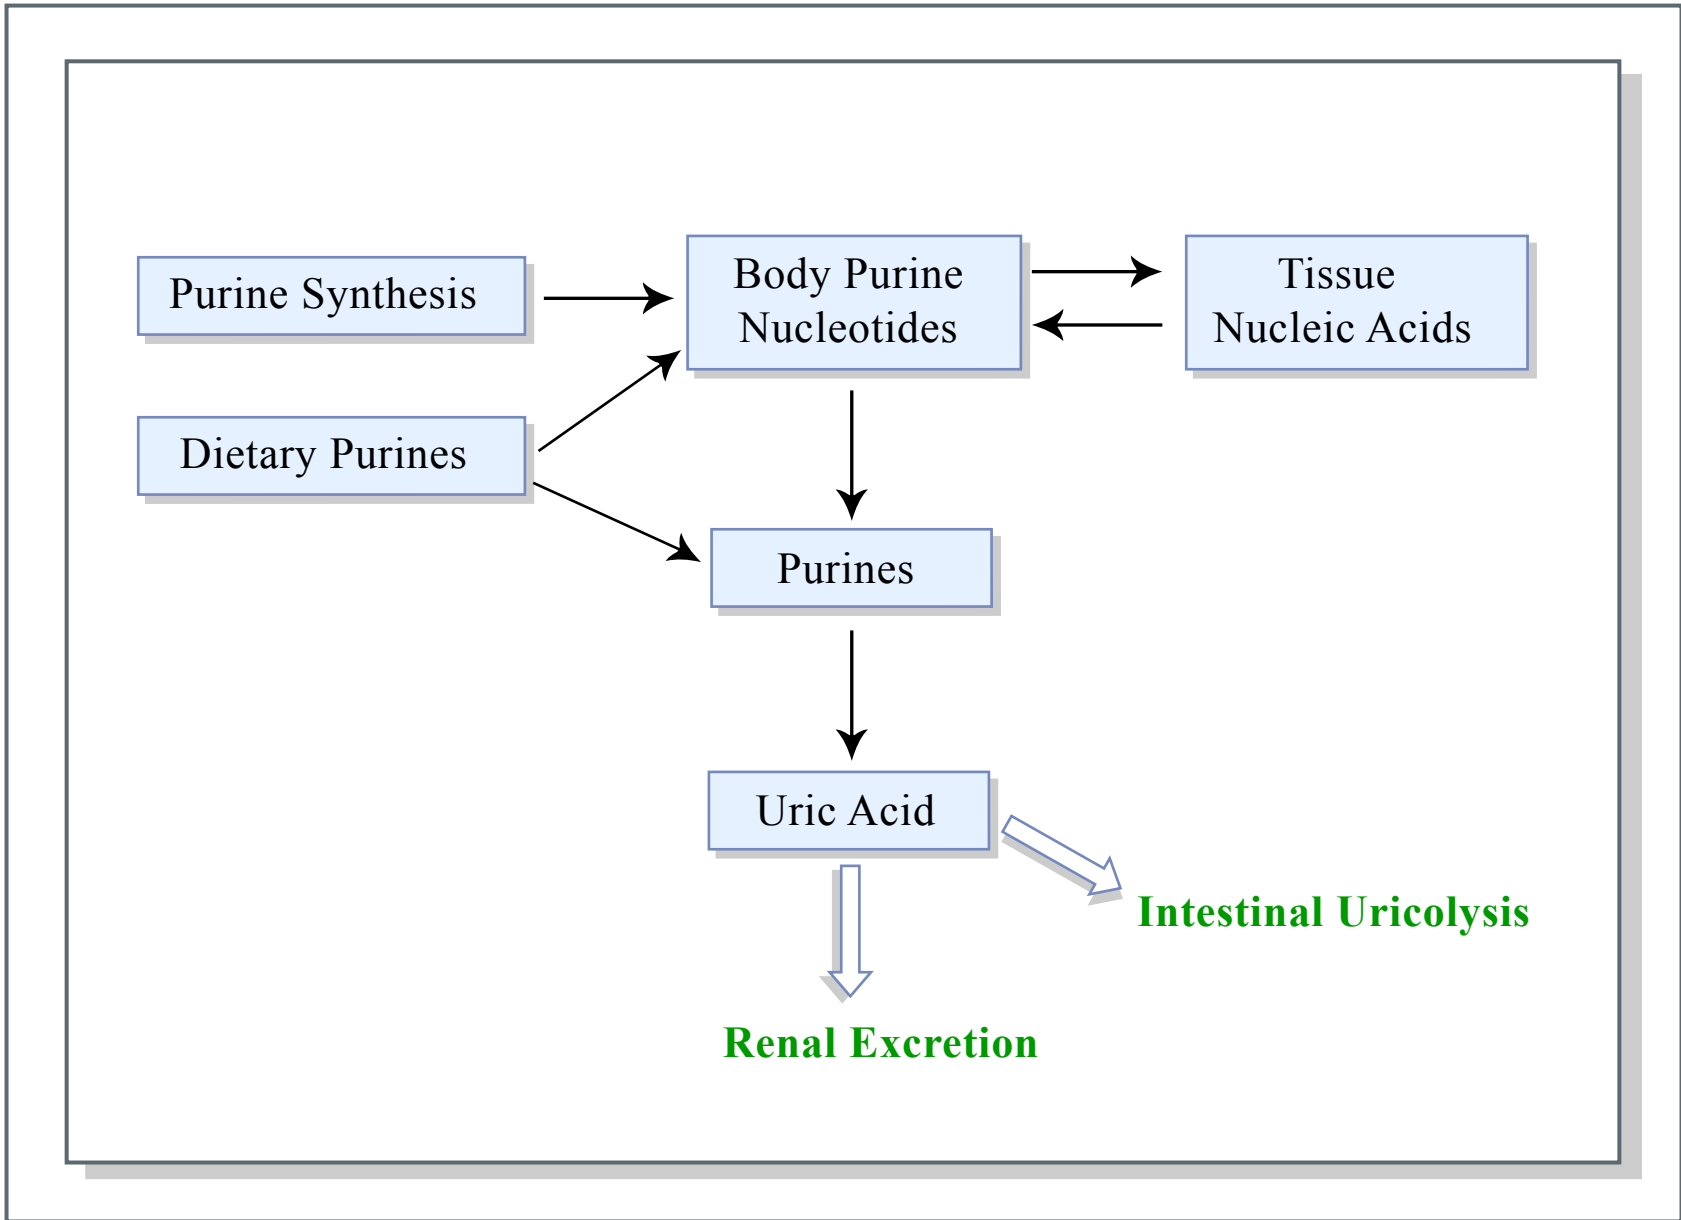 Purine Synthesis
Body Purine
Nucleotides
Tissue
Nucleic Acids
Dietary Purines
Purines
Uric Acid
Intestinal Uricolysis
Renal Excretion